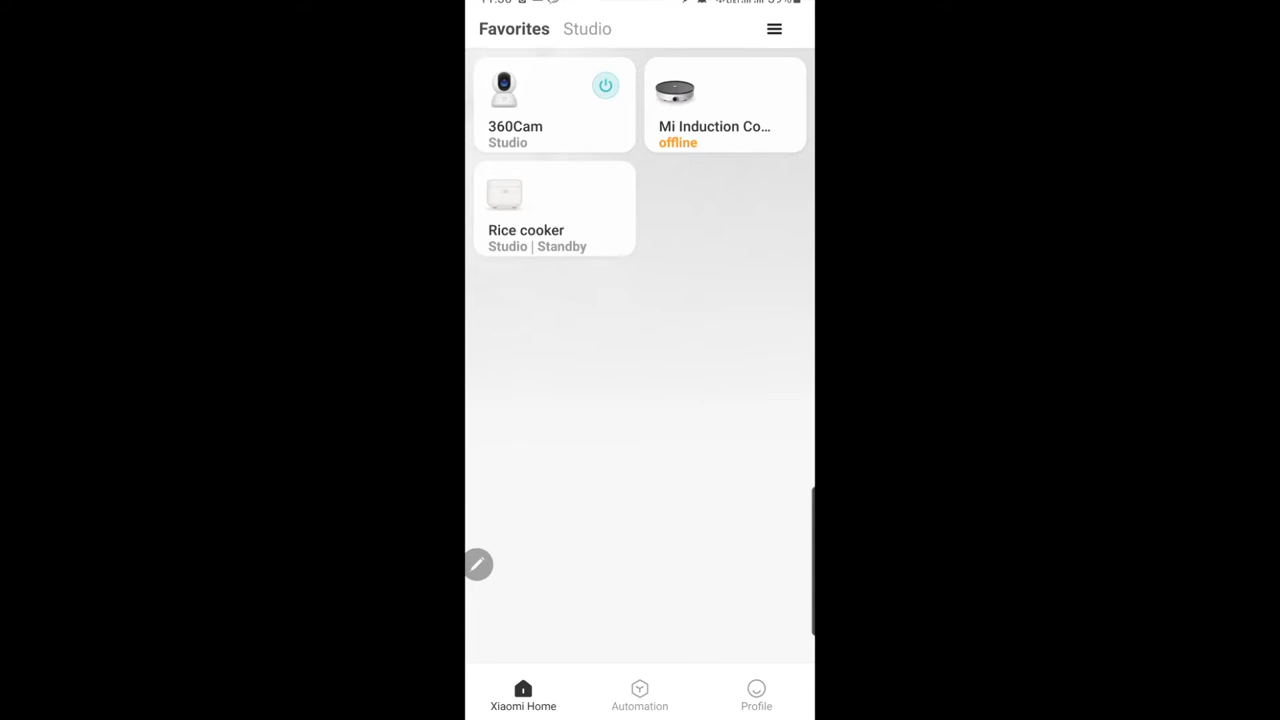 Favorites Studio
360Cam
Studio
Mi Induction Co...
offline
Rice cooker
Studio | Standby
Xiaomi Home
Automation
Profile